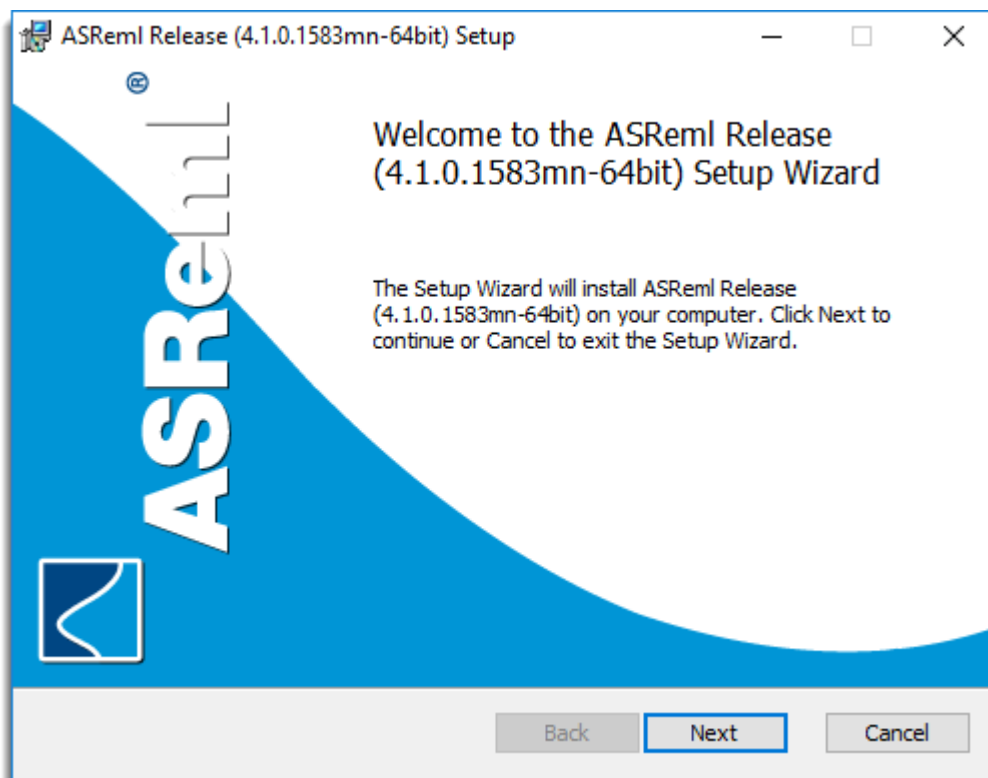 ASReml Release (4.1.0.1583mn-64bit) Setup
ASReml®
Welcome to the ASReml Release
(4.1.0.1583mn-64bit) Setup Wizard
The Setup Wizard will install ASReml Release
(4.1.0.1583mn-64bit) on your computer. Click Next to
continue or Cancel to exit the Setup Wizard.
Back Next Cancel